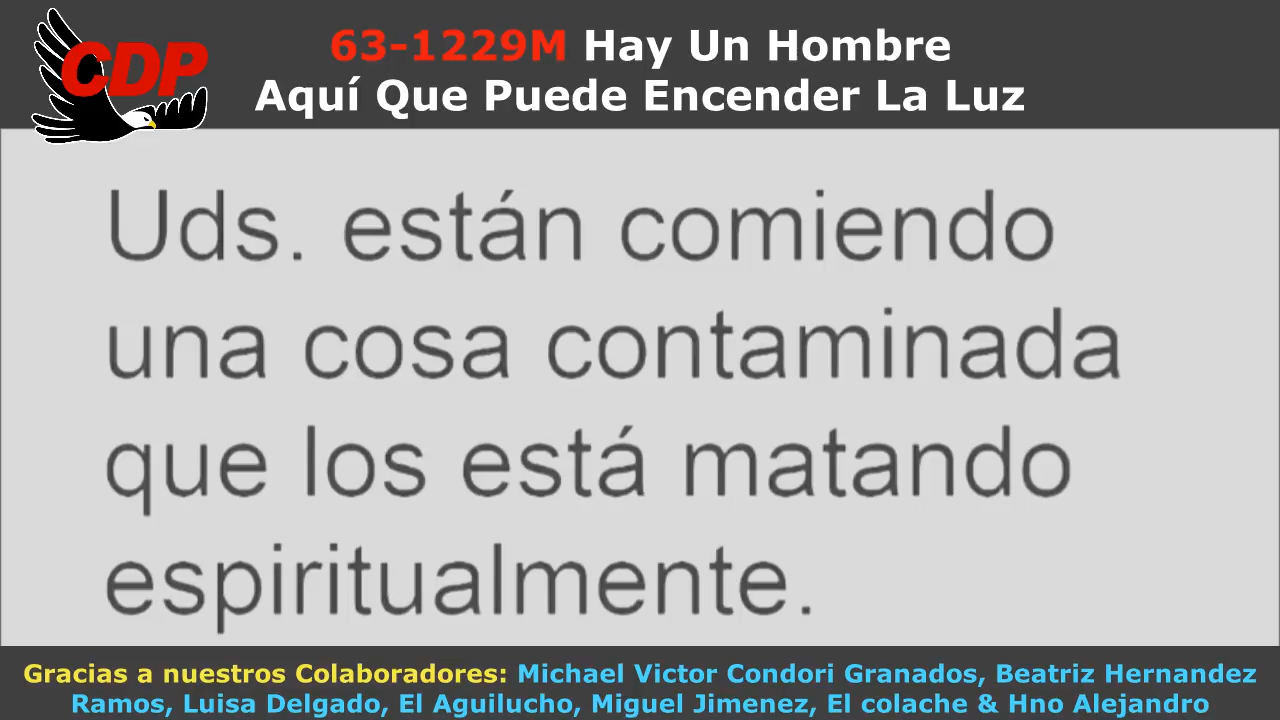 CDP
63-1229M Hay Un Hombre
Aquí Que Puede Encender La Luz
Uds. están comiendo
una cosa contaminada
que los está matando
espiritualmente.
Gracias a nuestros Colaboradores: Michael Victor Condori Granados, Beatriz Hernandez
Ramos, Luisa Delgado, El Aguilucho, Miguel Jimenez, El colache & Hno Alejandro